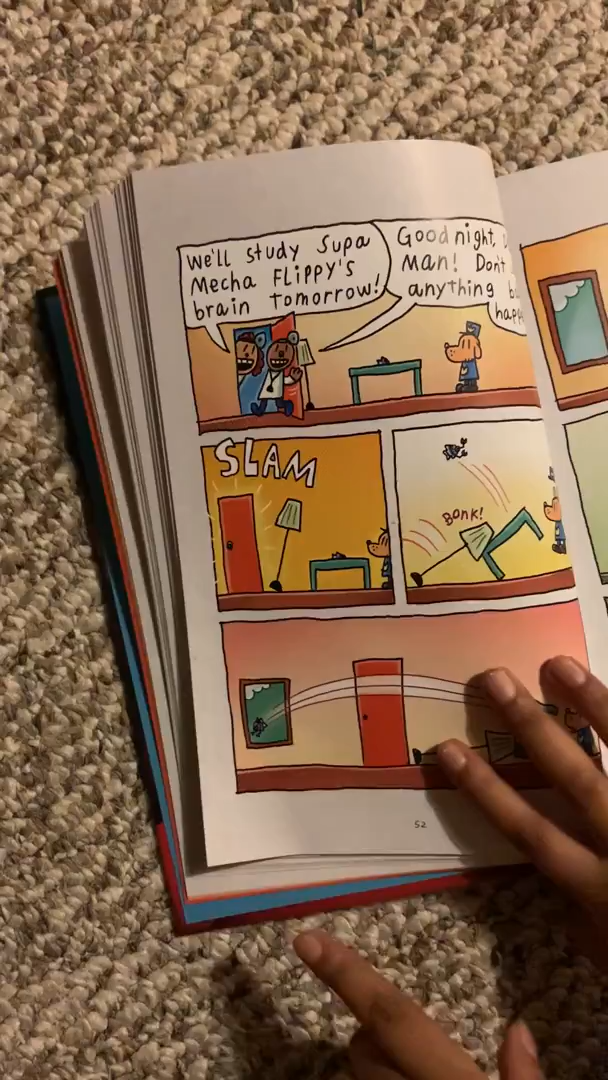 We'll study Supa
Mecha FLippy's
brain tomorrow!
Good night,
Man! Don't
anything
SLAM
BONK!
52